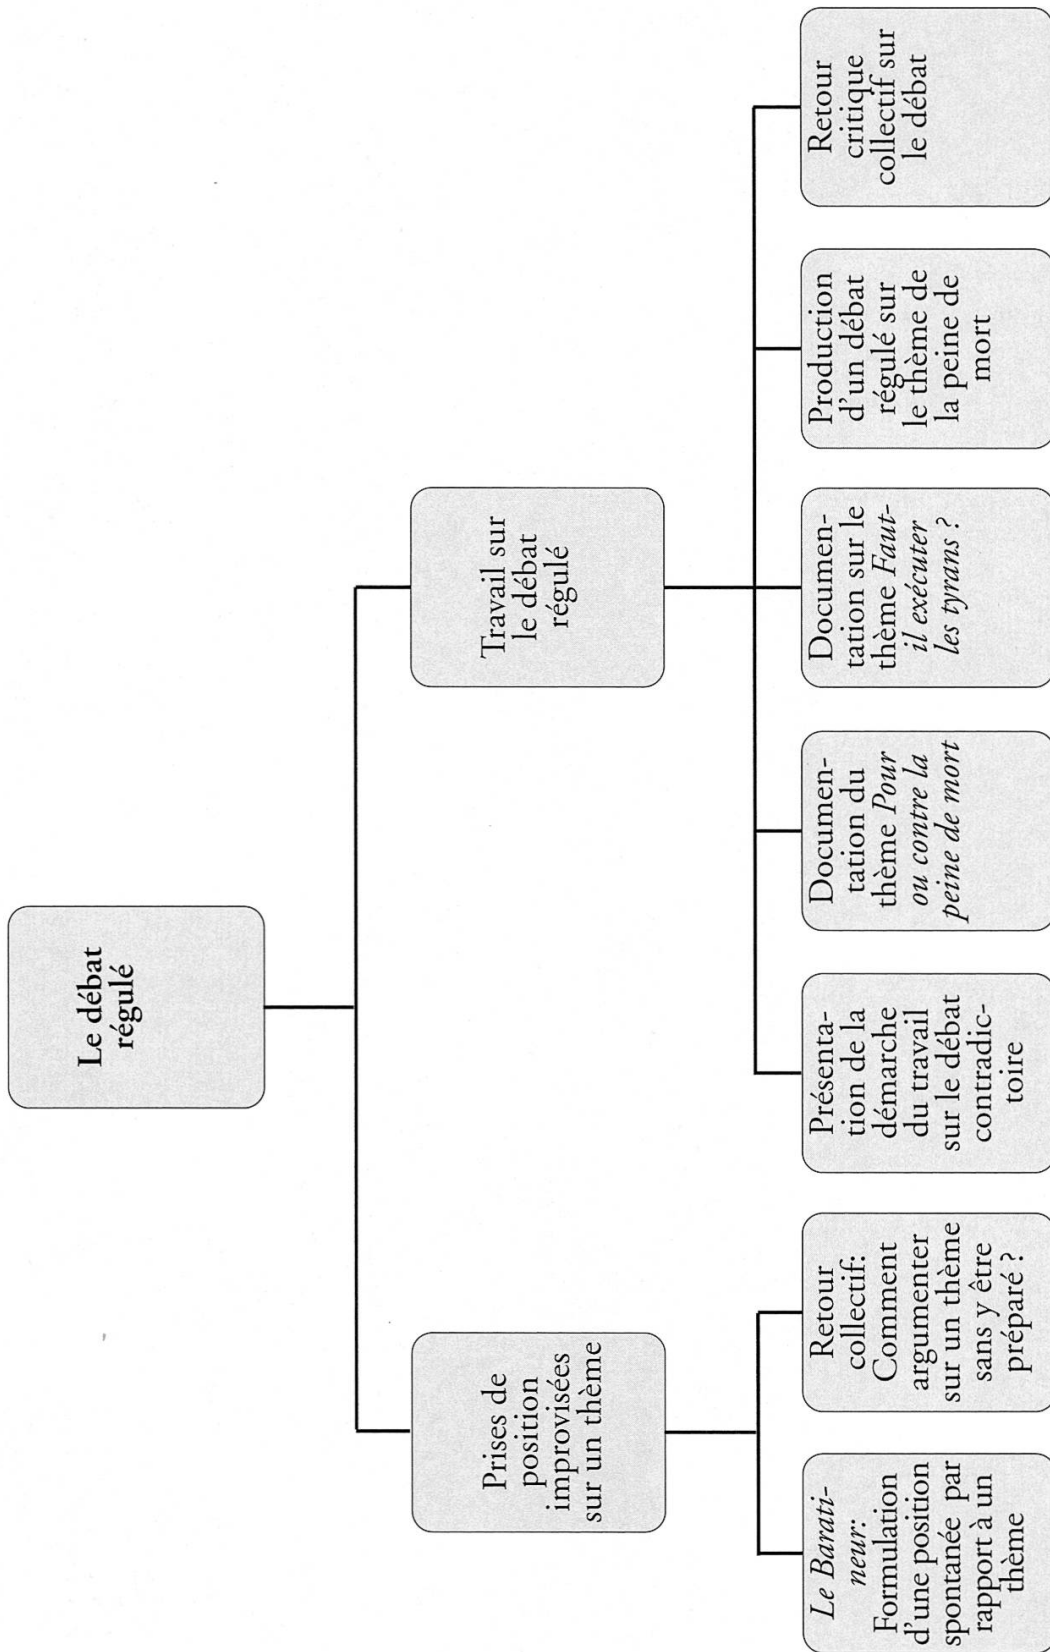 Le débat
régulé
Prises de
position
improvisées
sur un thème
Travail sur
le débat
régulé
Le Barati-
neur:
Formulation
d'une position
spontanée par
rapport à un
thème
Retour
collectif:
Comment
argumenter
sur un thème
sans y être
préparé ?
Présenta-
tion de la
démarche
du travail
sur le débat
contradic-
toire
Documen-
tation du
thème Pour
ou contre la
peine de mort
Documen-
tation sur le
thème Faut-
il exécuter
les tyrans ?
Production
d'un débat
régulé sur
le thème de
la peine de
mort
Retour
critique
collectif sur
le débat